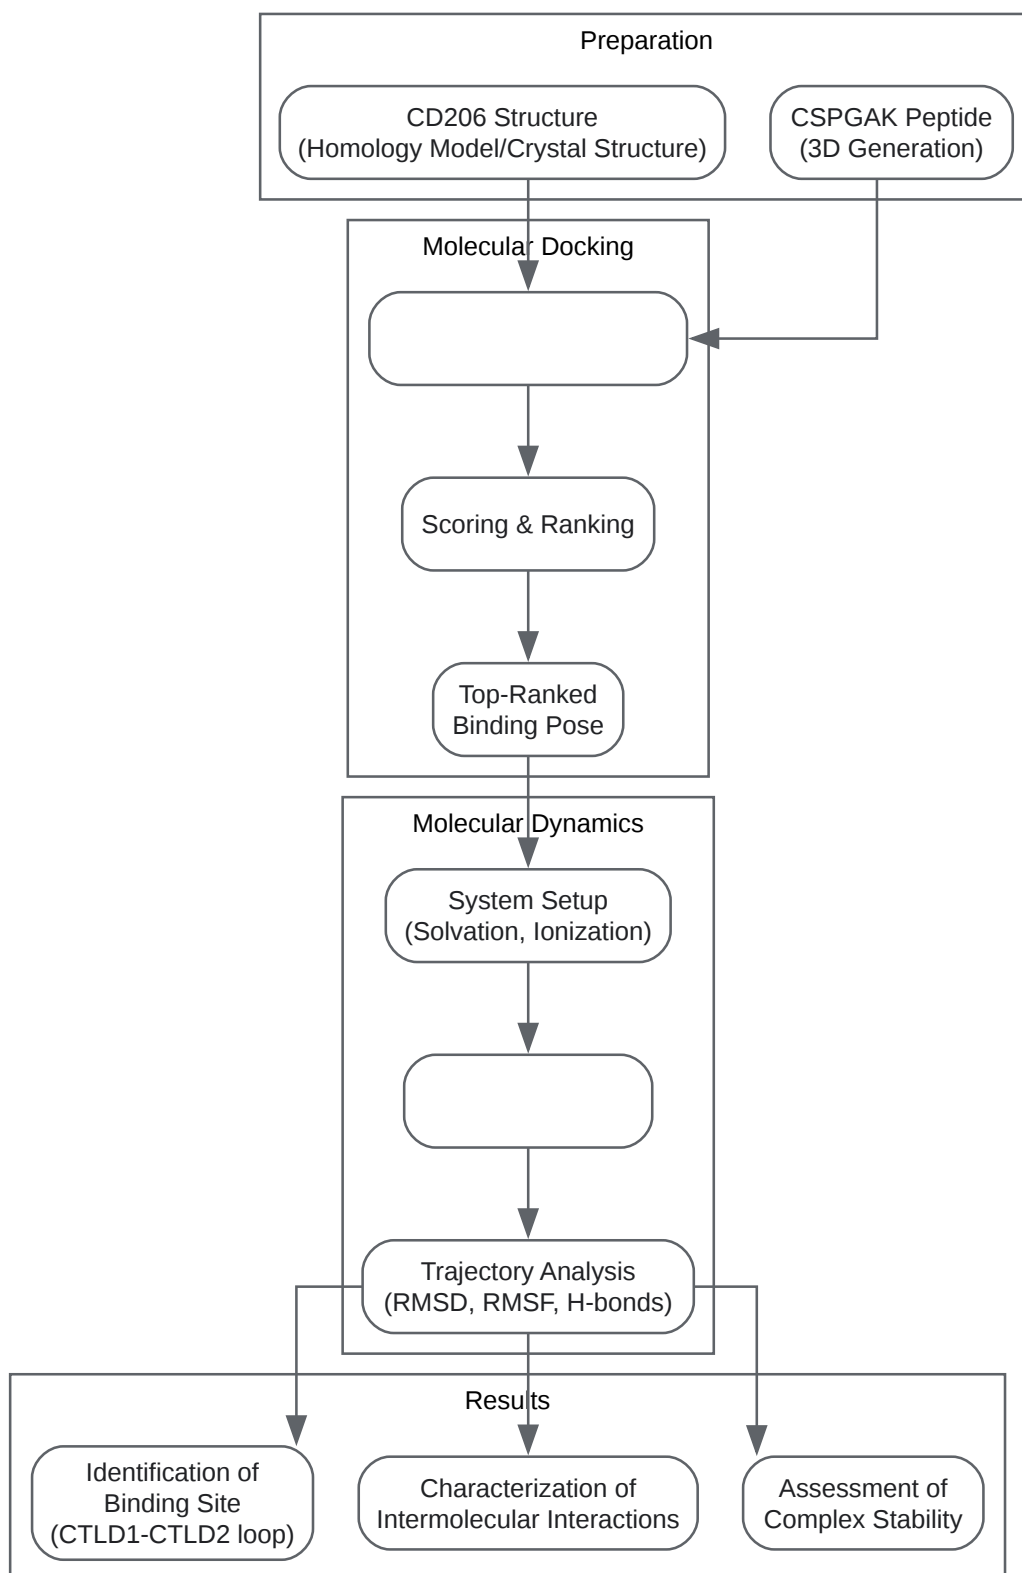 Preparation
CD206 Structure
(Homology Model/Crystal Structure)
CSPGAK Peptide
(3D Generation)
Molecular Docking
Scoring & Ranking
Top-Ranked
Binding Pose
Molecular Dynamics
System Setup
(Solvation, Ionization)
Trajectory Analysis
(RMSD, RMSF, H-bonds)
Results
Identification of
Binding Site
(CTLD1-CTLD2 loop)
Characterization of
Intermolecular Interactions
Assessment of
Complex Stability